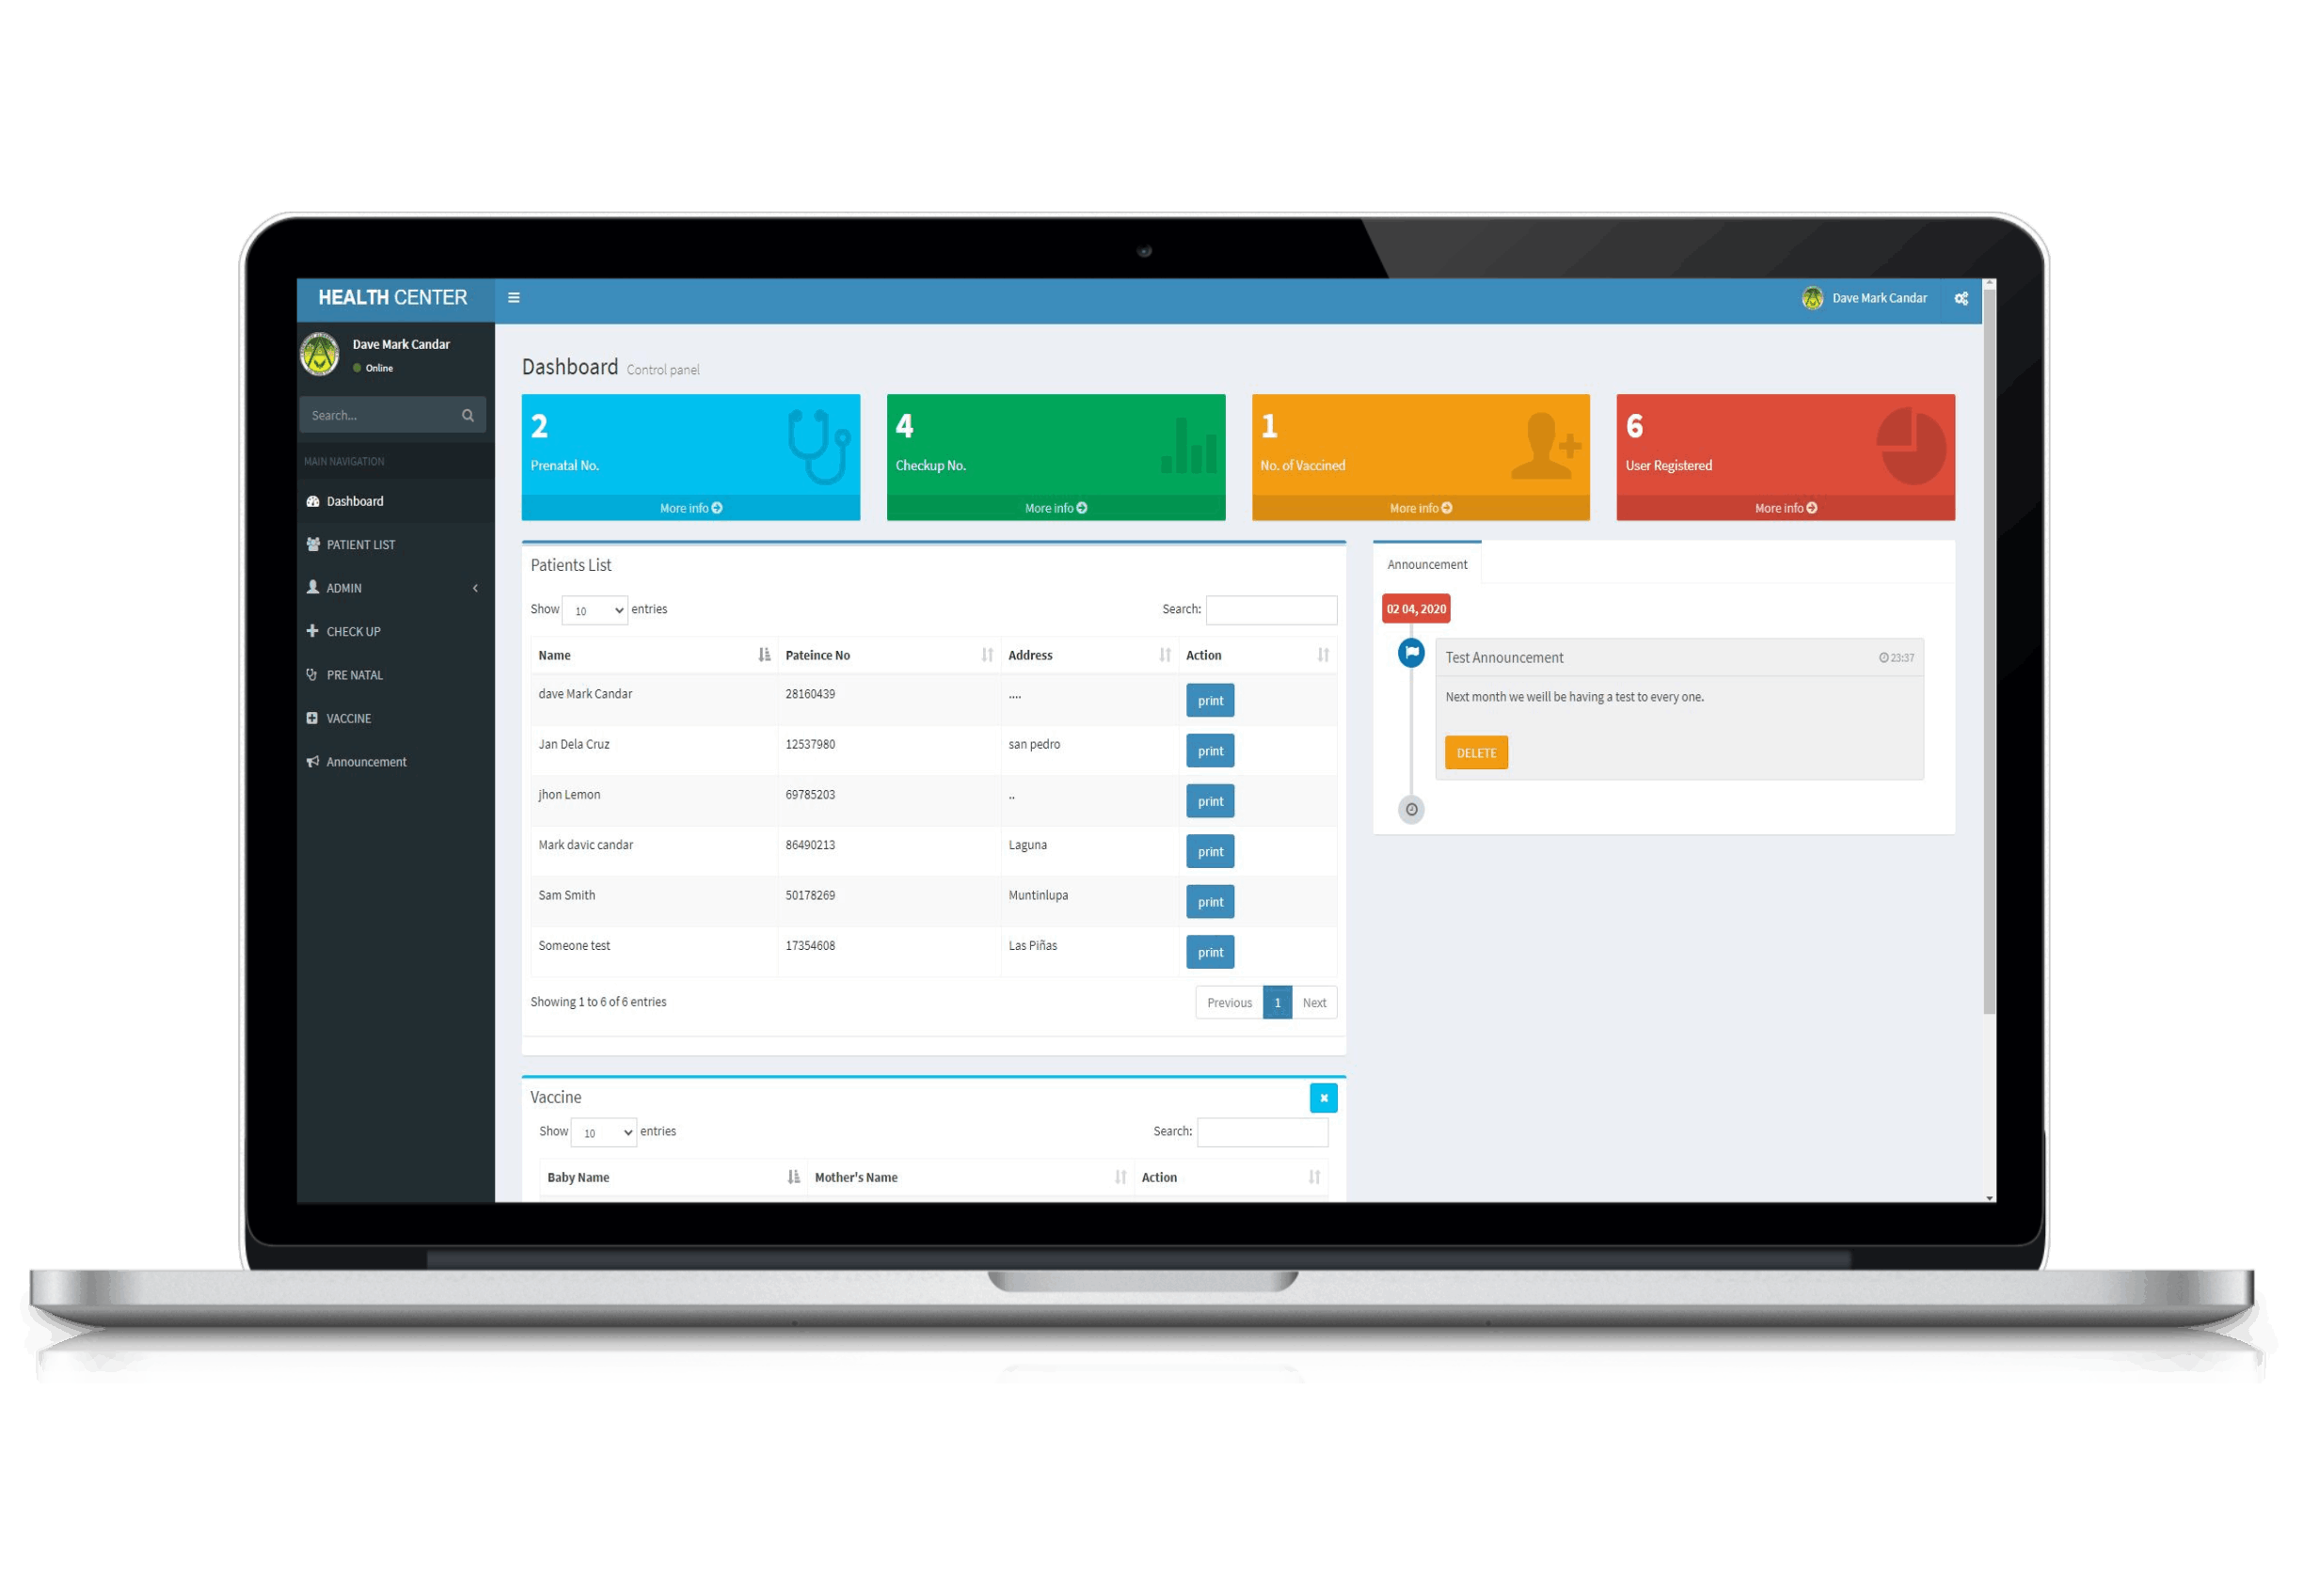 HEALTH CENTER
Dave Mark Candar
Dave Mark Candar
Online
Search...
MAIN NAVIGATION
Dashboard
PATIENT LIST
ADMIN
CHECK UP
PRE NATAL
VACCINE
Announcement
Dashboard Control panel
2
Prenatal No.
More info
4
Checkup No.
More info
1
No. of Vaccined
More info
6
User Registered
More info
Patients List
Show 10 entries Search:
Name Pateince No Address Action
dave Mark Candar 28160439 .... print
Jan Dela Cruz 12537980 san pedro print
jhon Lemon 69785203 .. print
Mark davic candar 86490213 Laguna print
Sam Smith 50178269 Muntinlupa print
Someone test 17354608 Las Piñas print
Showing 1 to 6 of 6 entries Previous 1 Next
Announcement
02 04, 2020
Test Announcement 23:37
Next month we weill be having a test to every one.
DELETE
Vaccine
Show 10 entries Search:
Baby Name Mother's Name Action